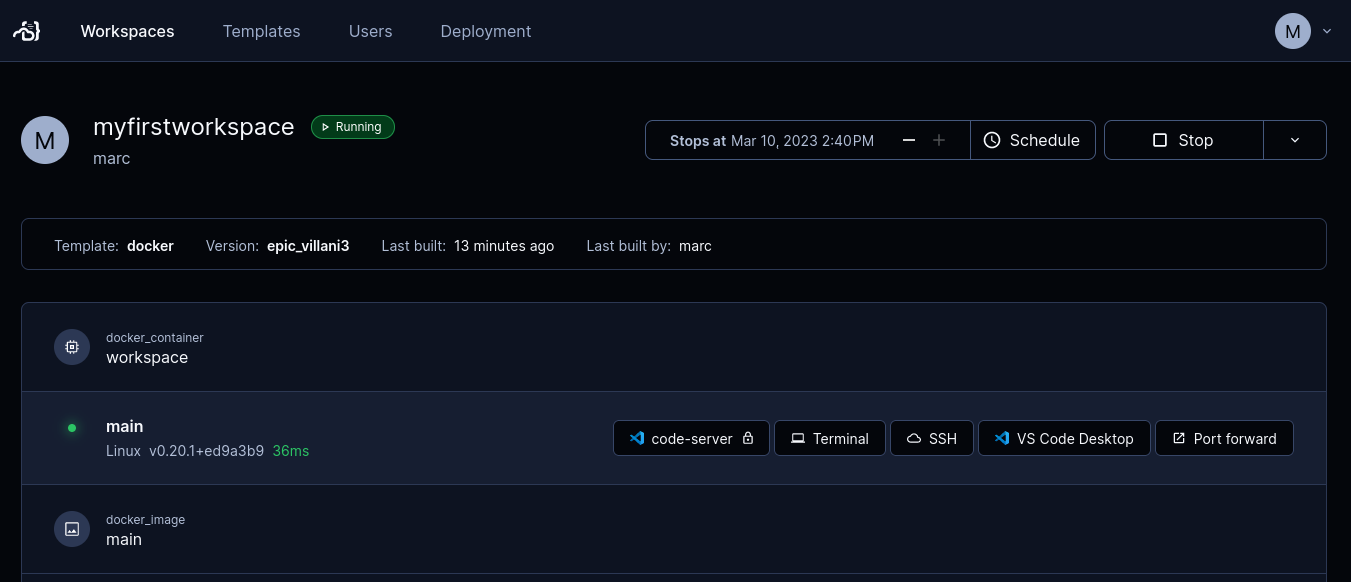 Workspaces Templates Users Deployment M
M myfirstworkspace Running
marc
Stops at Mar 10, 2023 2:40PM Schedule Stop
Template: docker Version: epic_villani3 Last built: 13 minutes ago Last built by: marc
docker_container
workspace
main
Linux v0.20.1+ed9a3b9 36ms
code-server Terminal SSH VS Code Desktop Port forward
docker_image
main